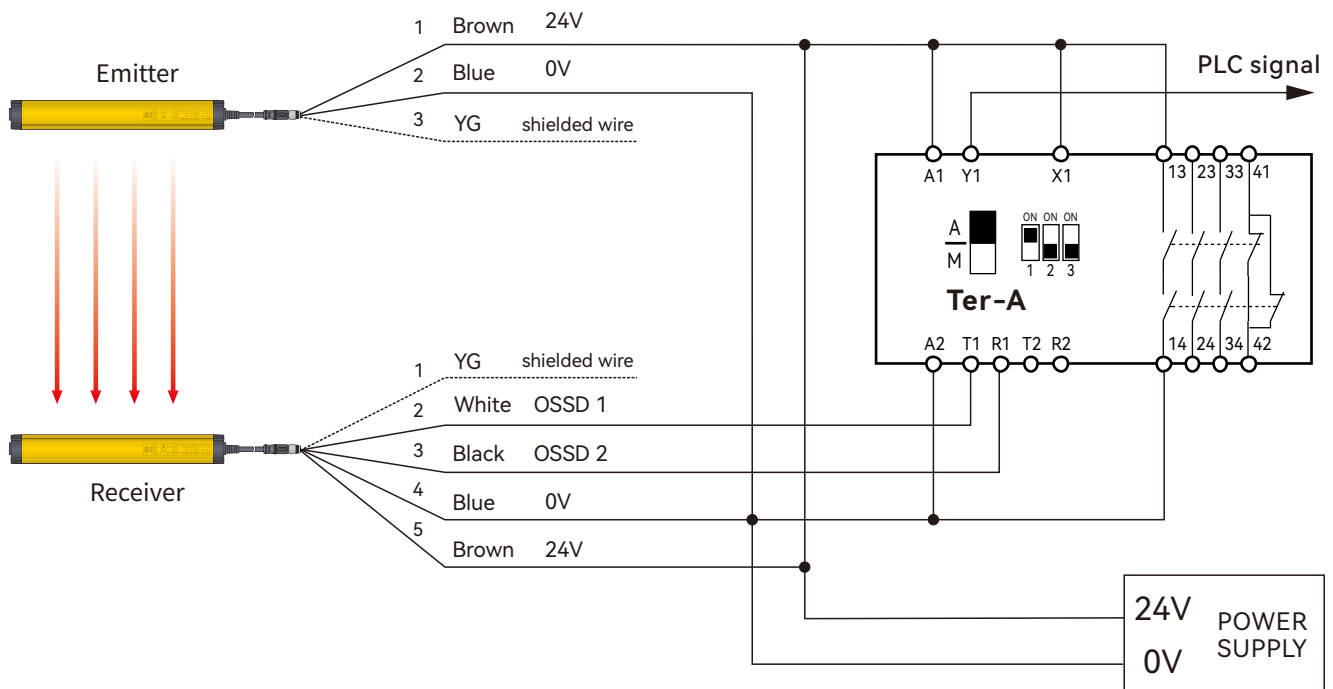 1 Brown 24V
2 Blue 0V
3 YG shielded wire
Emitter
PLC signal
A1 Y1 X1 13 23 33 41
A
M
ON ON ON
1 2 3
Ter-A
A2 T1 R1 T2 R2 14 24 34 42
1 YG shielded wire
2 White OSSD 1
3 Black OSSD 2
4 Blue 0V
5 Brown 24V
Receiver
24V
0V
POWER
SUPPLY